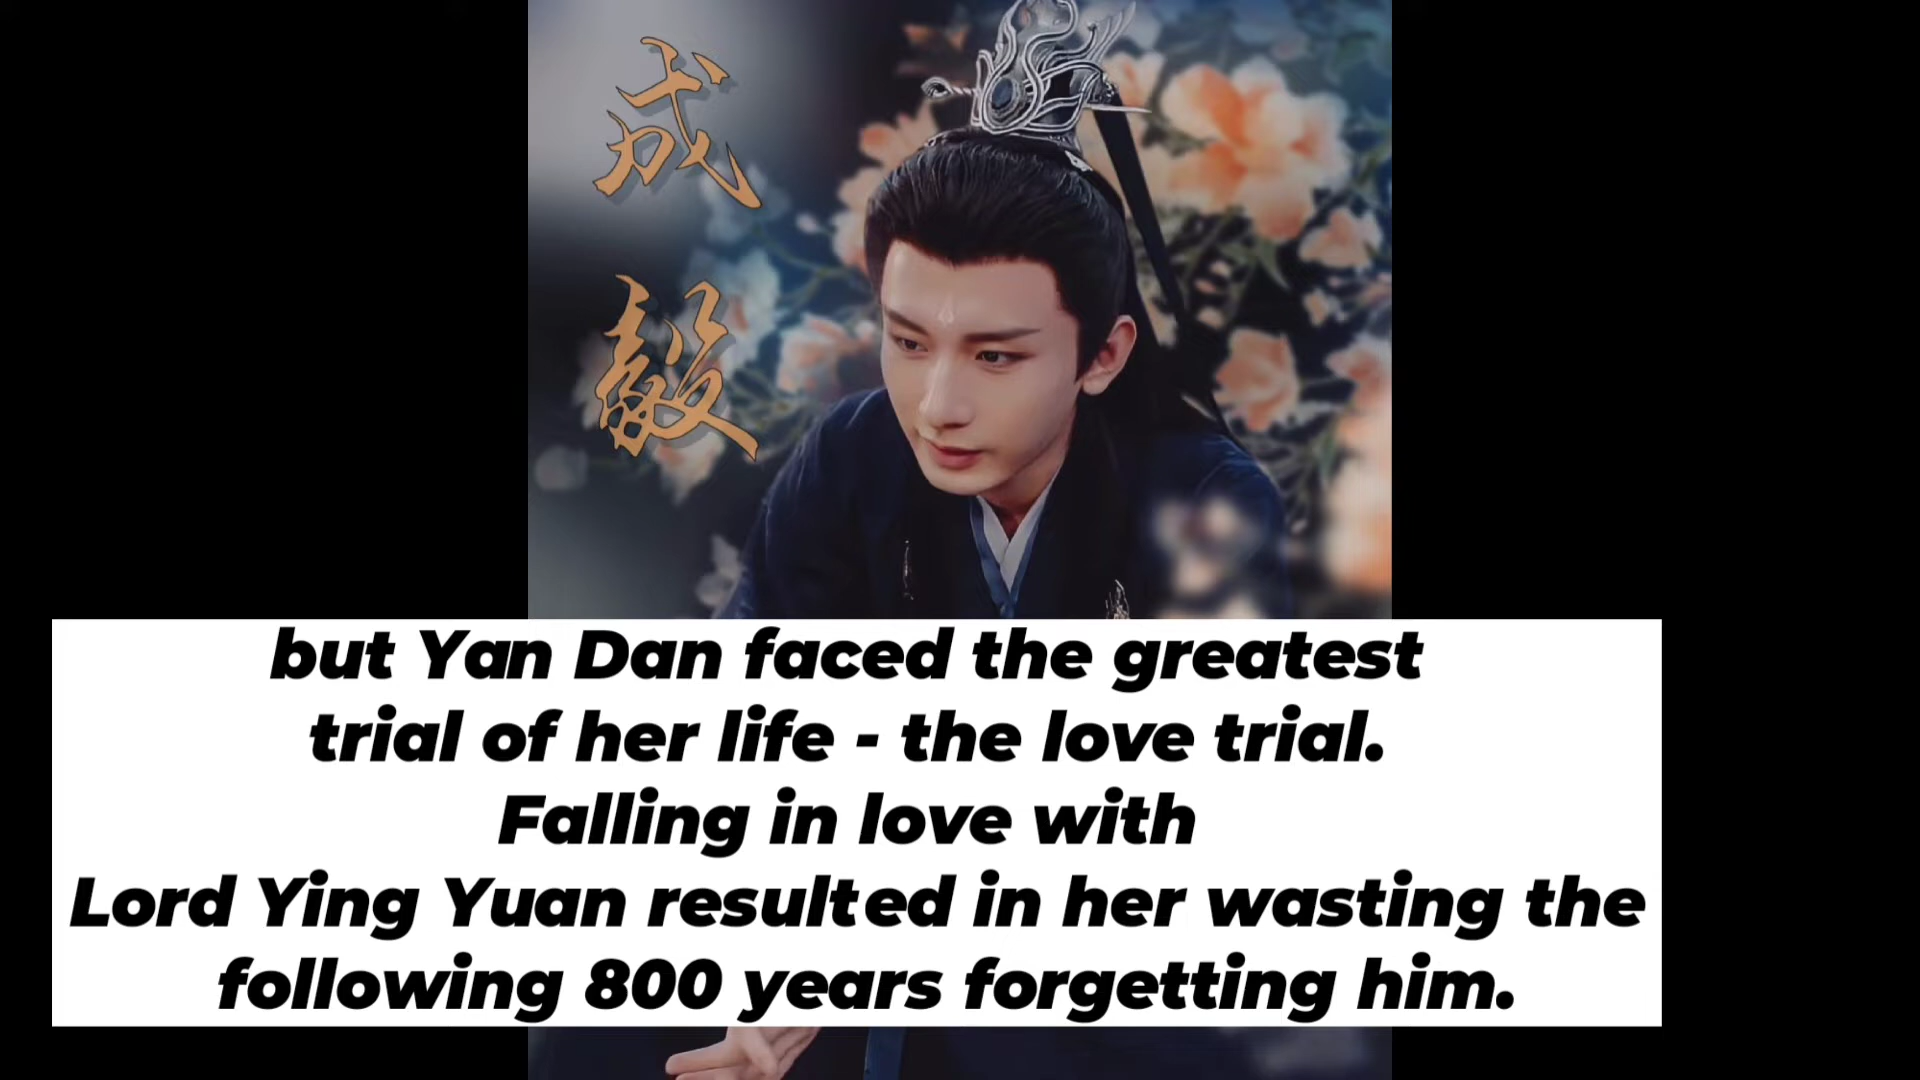 成
毅
but Yan Dan faced the greatest
trial of her life - the love trial.
Falling in love with
Lord Ying Yuan resulted in her wasting the
following 800 years forgetting him.